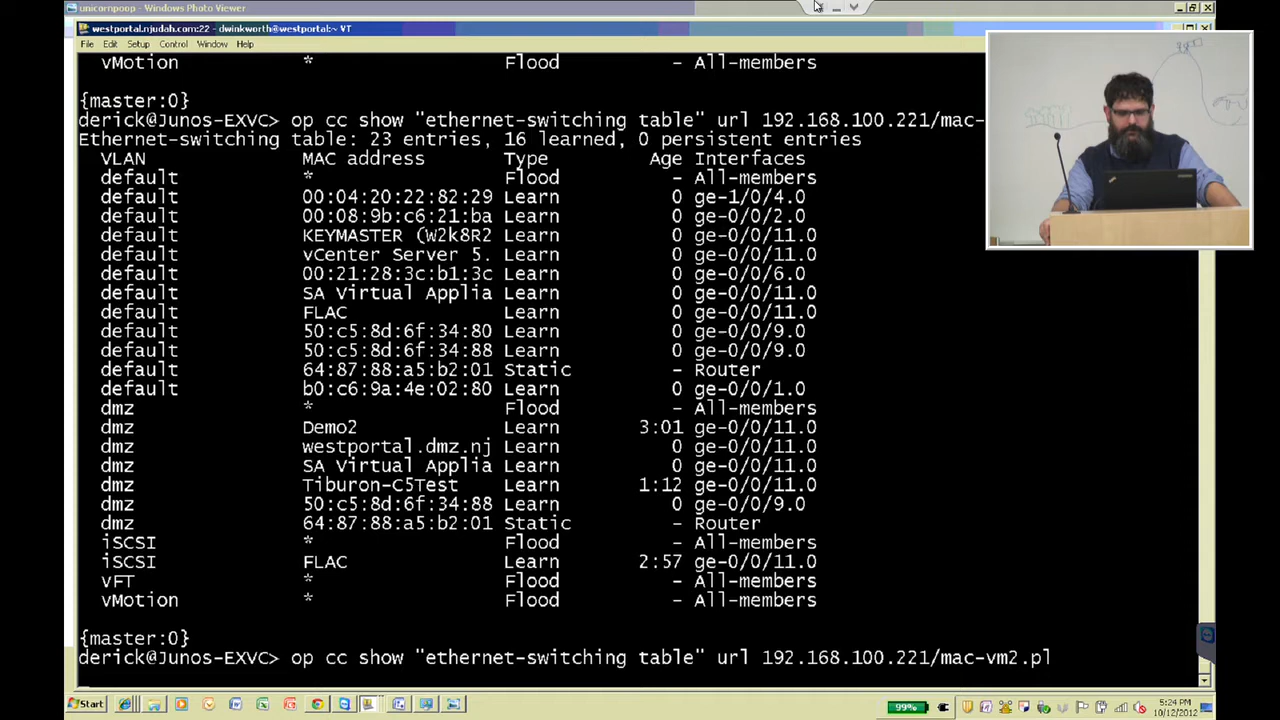 unicornpoop - Windows Photo Viewer
westportal.njudah.com:22 - dwinkworth@westportal:~ VT
File Edit Setup Control Window Help
vMotion * Flood - All-members
{master:0}
derick@Junos-EXVC> op cc show "ethernet-switching table" url 192.168.100.221/mac-
Ethernet-switching table: 23 entries, 16 learned, 0 persistent entries
VLAN MAC address Type Age Interfaces
default * Flood - All-members
default 00:04:20:22:82:29 Learn 0 ge-1/0/4.0
default 00:08:9b:c6:21:ba Learn 0 ge-0/0/2.0
default KEYMASTER (W2k8R2 Learn 0 ge-0/0/11.0
default vCenter Server 5. Learn 0 ge-0/0/11.0
default 00:21:28:3c:b1:3c Learn 0 ge-0/0/6.0
default SA Virtual Applia Learn 0 ge-0/0/11.0
default FLAC Learn 0 ge-0/0/11.0
default 50:c5:8d:6f:34:80 Learn 0 ge-0/0/9.0
default 50:c5:8d:6f:34:88 Learn 0 ge-0/0/9.0
default 64:87:88:a5:b2:01 Static - Router
default b0:c6:9a:4e:02:80 Learn 0 ge-0/0/1.0
dmz * Flood - All-members
dmz Demo2 Learn 3:01 ge-0/0/11.0
dmz westportal.dmz.nj Learn 0 ge-0/0/11.0
dmz SA Virtual Applia Learn 0 ge-0/0/11.0
dmz Tiburon-C5Test Learn 1:12 ge-0/0/11.0
dmz 50:c5:8d:6f:34:88 Learn 0 ge-0/0/9.0
dmz 64:87:88:a5:b2:01 Static - Router
iSCSI * Flood - All-members
iSCSI FLAC Learn 2:57 ge-0/0/11.0
vFT * Flood - All-members
vMotion * Flood - All-members
{master:0}
derick@Junos-EXVC> op cc show "ethernet-switching table" url 192.168.100.221/mac-vm2.pl
Start
99%
5:24 PM
10/12/2012